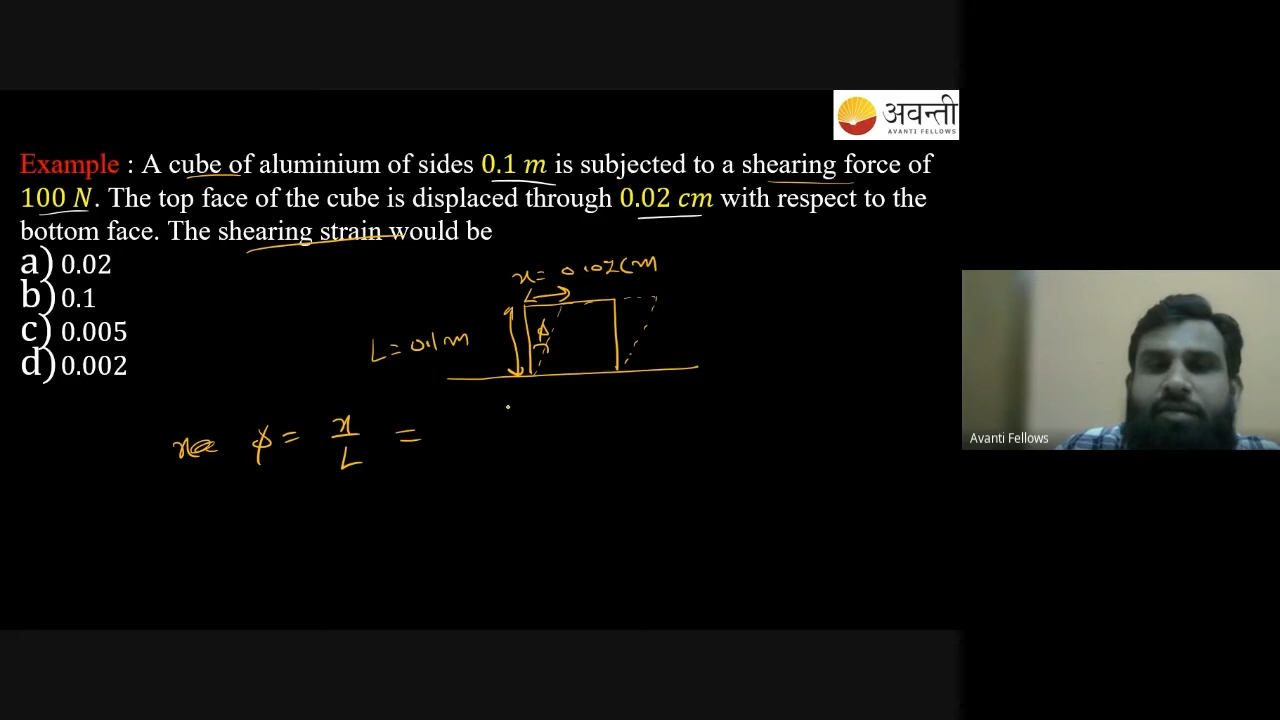 अवन्ती
AVANTI FELLOWS
Example : A cube of aluminium of sides 0.1 m is subjected to a shearing force of
100 N. The top face of the cube is displaced through 0.02 cm with respect to the
bottom face. The shearing strain would be
a) 0.02
b) 0.1
c) 0.005
d) 0.002
x = 0.02 cm
L = 0.1 m
ϕ
ϕ = x/L =
Avanti Fellows